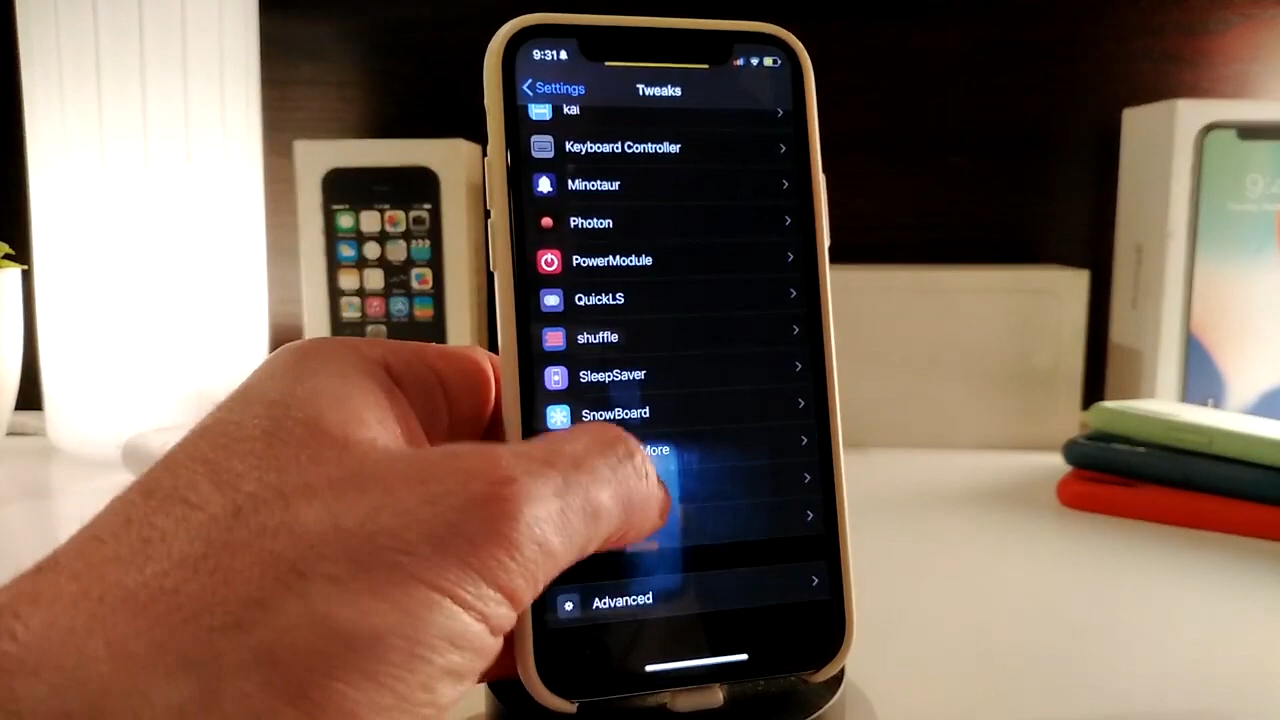 9:31
Settings
Tweaks
kai
Keyboard Controller
Minotaur
Photon
PowerModule
QuickLS
shuffle
SleepSaver
SnowBoard
More
Advanced